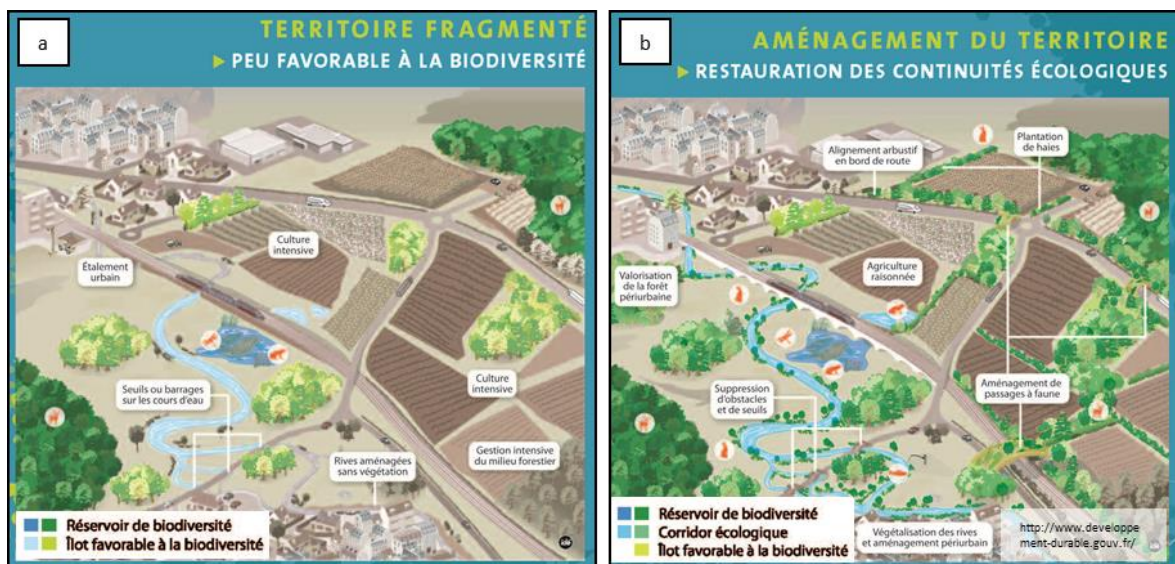 a
TERRITOIRE FRAGMENTÉ
▶ PEU FAVORABLE À LA BIODIVERSITÉ
Culture
intensive
Étalement
urbain
Seuils ou barrages
sur les cours d'eau
Culture
intensive
Rives aménagées
sans végétation
Gestion intensive
du milieu forestier
Réservoir de biodiversité
Îlot favorable à la biodiversité
b
AMÉNAGEMENT DU TERRITOIRE
▶ RESTAURATION DES CONTINUITÉS ÉCOLOGIQUES
Alignement arbustif
en bord de route
Plantation
de haies
Valorisation
de la forêt
périurbaine
Agriculture
raisonnée
Suppression
d'obstacles
et de seuils
Aménagement de
passages à faune
Végétalisation des rives
et aménagement périurbain
Réservoir de biodiversité
Corridor écologique
Îlot favorable à la biodiversité
http://www.developpe
ment-durable.gouv.fr/